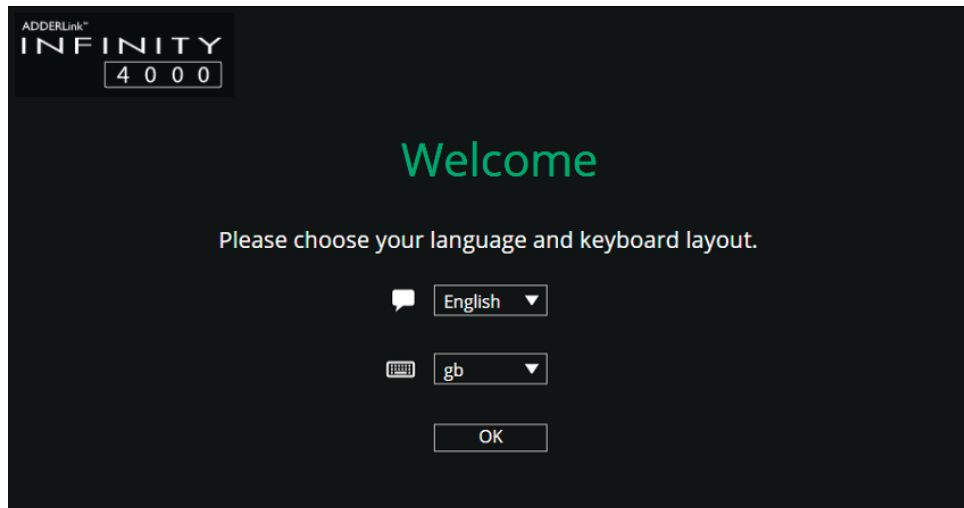 ADDERLink™
INFINITY
4000
Welcome
Please choose your language and keyboard layout.
English
gb
OK